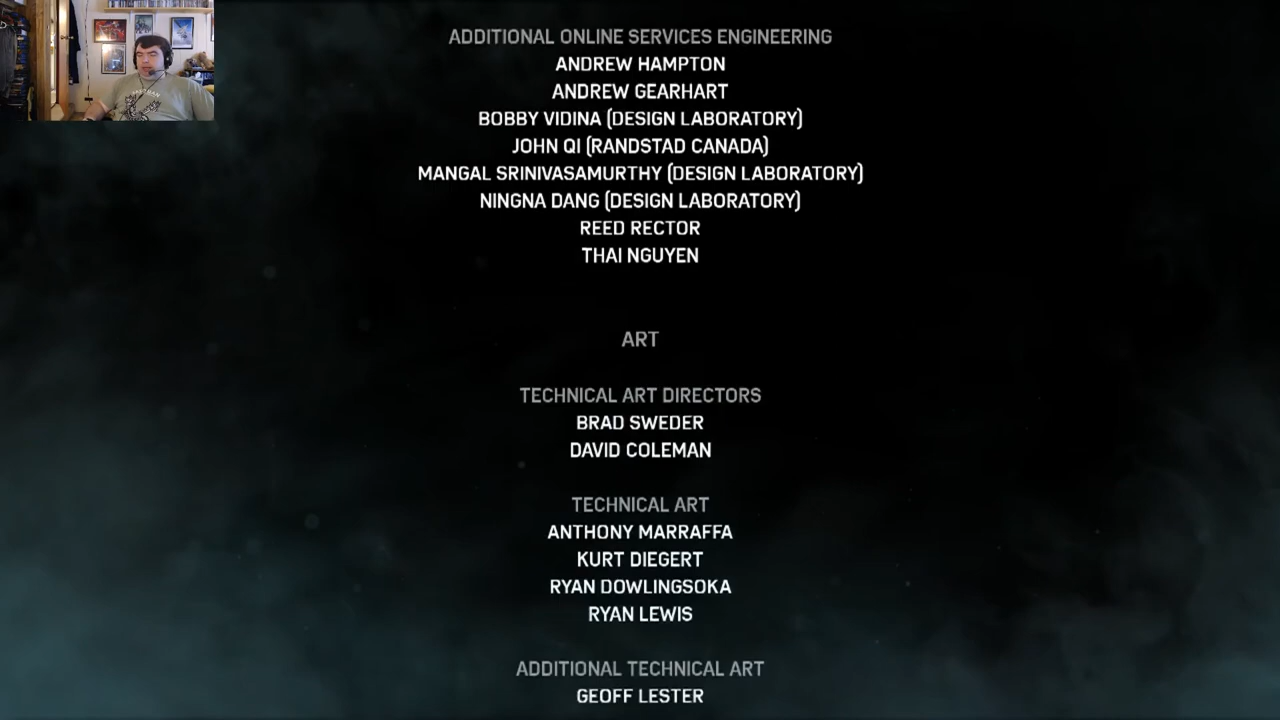 ADDITIONAL ONLINE SERVICES ENGINEERING
ANDREW HAMPTON
ANDREW GEARHART
BOBBY VIDINA (DESIGN LABORATORY)
JOHN QI (RANDSTAD CANADA)
MANGAL SRINIVASAMURTHY (DESIGN LABORATORY)
NINGNA DANG (DESIGN LABORATORY)
REED RECTOR
THAI NGUYEN
ART
TECHNICAL ART DIRECTORS
BRAD SWEDER
DAVID COLEMAN
TECHNICAL ART
ANTHONY MARRAFFA
KURT DIEGERT
RYAN DOWLINGSOKA
RYAN LEWIS
ADDITIONAL TECHNICAL ART
GEOFF LESTER